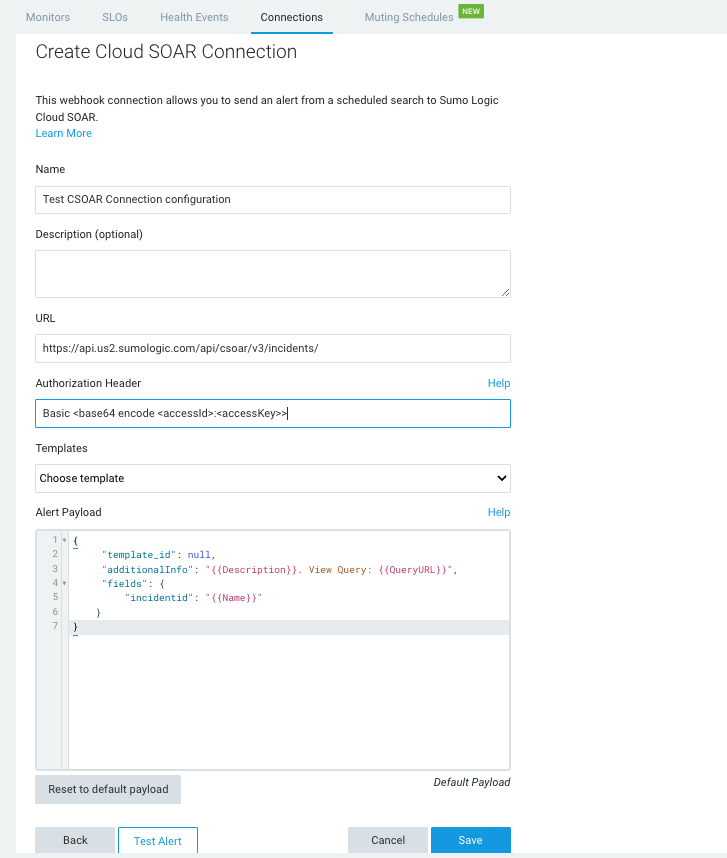 Monitors SLOs Health Events Connections Muting Schedules NEW
Create Cloud SOAR Connection
This webhook connection allows you to send an alert from a scheduled search to Sumo Logic
Cloud SOAR.
Learn More
Name
Test CSOAR Connection configuration
Description (optional)
URL
https://api.us2.sumologic.com/api/csoar/v3/incidents/
Authorization Header Help
Basic <base64 encode <accessId>:<accessKey>>
Templates
Choose template
Alert Payload Help
1 {
2 "template_id": null,
3 "additionalInfo": "{{Description}}. View Query: {{QueryURL}}",
4 "fields": {
5 "incidentid": "{{Name}}"
6 }
7 }
Reset to default payload Default Payload
Back Test Alert Cancel Save